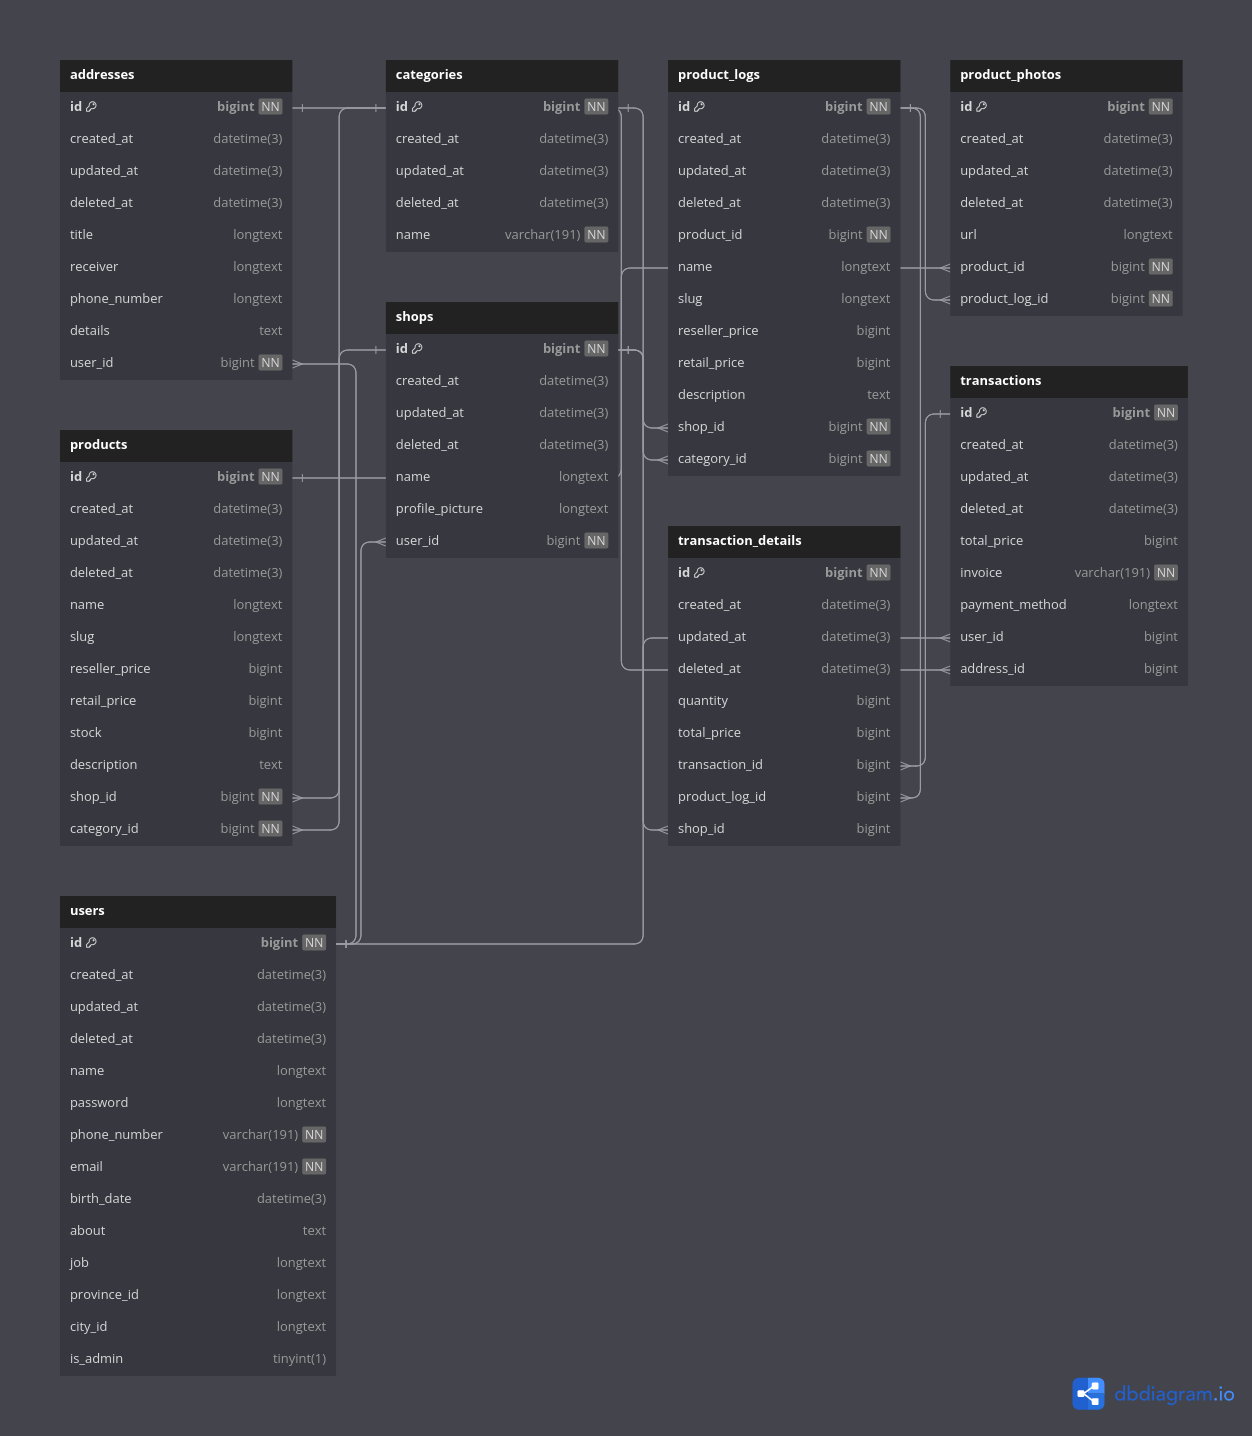 addresses
id bigint NN
created_at datetime(3)
updated_at datetime(3)
deleted_at datetime(3)
title longtext
receiver longtext
phone_number longtext
details text
user_id bigint NN
products
id bigint NN
created_at datetime(3)
updated_at datetime(3)
deleted_at datetime(3)
name longtext
slug longtext
reseller_price bigint
retail_price bigint
stock bigint
description text
shop_id bigint NN
category_id bigint NN
users
id bigint NN
created_at datetime(3)
updated_at datetime(3)
deleted_at datetime(3)
name longtext
password longtext
phone_number varchar(191) NN
email varchar(191) NN
birth_date datetime(3)
about text
job longtext
province_id longtext
city_id longtext
is_admin tinyint(1)
categories
id bigint NN
created_at datetime(3)
updated_at datetime(3)
deleted_at datetime(3)
name varchar(191) NN
shops
id bigint NN
created_at datetime(3)
updated_at datetime(3)
deleted_at datetime(3)
name longtext
profile_picture longtext
user_id bigint NN
product_logs
id bigint NN
created_at datetime(3)
updated_at datetime(3)
deleted_at datetime(3)
product_id bigint NN
name longtext
slug longtext
reseller_price bigint
retail_price bigint
description text
shop_id bigint NN
category_id bigint NN
transaction_details
id bigint NN
created_at datetime(3)
updated_at datetime(3)
deleted_at datetime(3)
quantity bigint
total_price bigint
transaction_id bigint
product_log_id bigint
shop_id bigint
product_photos
id bigint NN
created_at datetime(3)
updated_at datetime(3)
deleted_at datetime(3)
url longtext
product_id bigint NN
product_log_id bigint NN
transactions
id bigint NN
created_at datetime(3)
updated_at datetime(3)
deleted_at datetime(3)
total_price bigint
invoice varchar(191) NN
payment_method longtext
user_id bigint
address_id bigint
dbdiagram.io